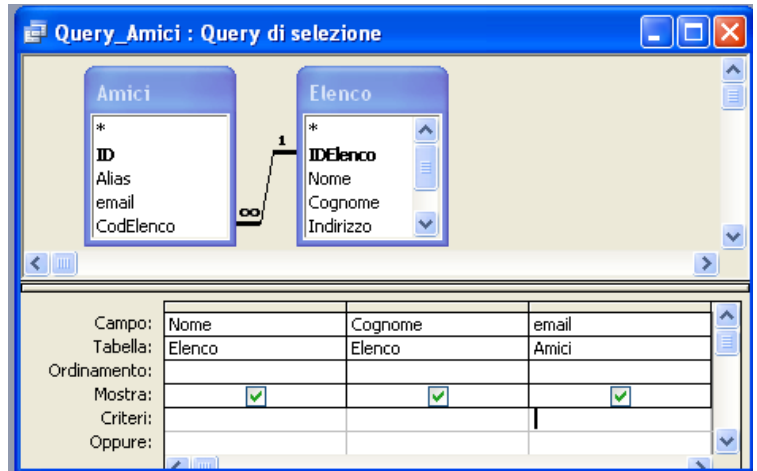 Query_Amici : Query di selezione
Amici
*
ID
Alias
email
CodElenco
∞
1
Elenco
*
IDElenco
Nome
Cognome
Indirizzo
Campo: Nome Cognome email
Tabella: Elenco Elenco Amici
Ordinamento:
Mostra:
Criteri:
Oppure: